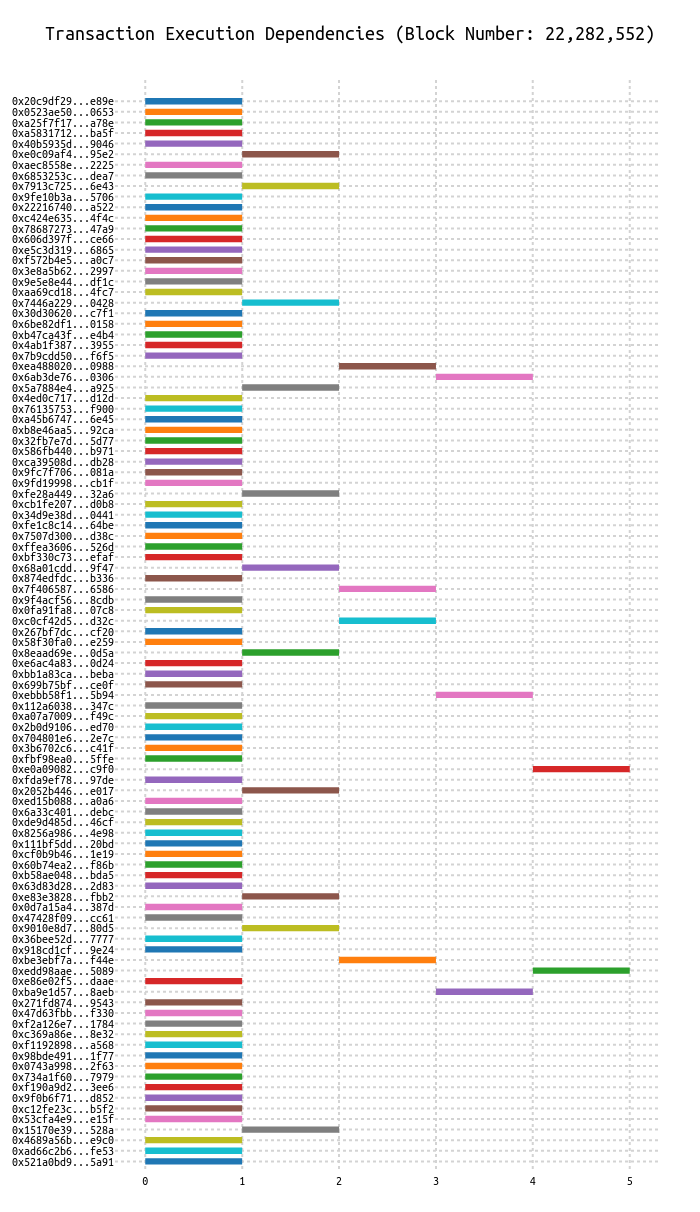 Transaction Execution Dependencies (Block Number: 22,282,552)
0x20c9df29...e89e
0x0523ae50...0653
0xa25f7f17...a78e
0xa5831712...ba5f
0x40b5935d...9046
0xe0c09af4...95e2
0xaec8558e...2225
0x6853253c...dea7
0x7913c725...6e43
0x9fe10b3a...5706
0x22216740...a522
0xc424e635...4f4c
0x78687273...47a9
0x606d397f...ce66
0xe5c3d319...6865
0xf572b4e5...a0c7
0x3e8a5b62...2997
0x9e5e8e44...df1c
0xaa69cd18...4fc7
0x7446a229...0428
0x30d30620...c7f1
0x6be82df1...0158
0xb47ca43f...e4b4
0x4ab1f387...3955
0x7b9cdd50...f6f5
0xea488020...0988
0x6ab3de76...0306
0x5a7884e4...a925
0x4ed0c717...d12d
0x76135753...f900
0xa45b6747...6e45
0xb8e46aa5...92ca
0x32fb7e7d...5d77
0x586fb440...b971
0xca39508d...db28
0x9fc7f706...081a
0x9fd19998...cb1f
0xfe28a449...32a6
0xcb1fe207...d0b8
0x34d9e38d...0441
0xfe1c8c14...64be
0x7507d300...d38c
0xffea3606...526d
0xbf330c73...efaf
0x68a01cdd...9f47
0x874edfdc...b336
0x7f406587...6586
0x9f4acf56...8cdb
0x0fa91fa8...07c8
0xc0cf42d5...d32c
0x267bf7dc...cf20
0x58f30fa0...e259
0x8eaad69e...0d5a
0xe6ac4a83...0d24
0xbb1a83ca...beba
0x699b75bf...ce0f
0xebbb58f1...5b94
0x112a6038...347c
0xa07a7009...f49c
0x2b0d9106...ed70
0x704801e6...2e7c
0x3b6702c6...c41f
0xfbf98ea0...5ffe
0xe0a09082...c9f0
0xfda9ef78...97de
0x2052b446...e017
0xed15b088...a0a6
0x6a33c401...debc
0xde9d485d...46cf
0x8256a986...4e98
0x111bf5dd...20bd
0xcf0b9b46...1e19
0x60b74ea2...f86b
0xb58ae048...bda5
0x63d83d28...2d83
0xe83e3828...fbb2
0x0d7a15a4...387d
0x47428f09...cc61
0x9010e8d7...80d5
0x36bee52d...7777
0x918cd1cf...9e24
0xbe3ebf7a...f44e
0xedd98aae...5089
0xe86e02f5...daae
0xba9e1d57...8aeb
0x271fd874...9543
0x47d63fbb...f330
0xf2a126e7...1784
0xc369a86e...8e32
0xf1192898...a568
0x98bde491...1f77
0x0743a998...2f63
0x734a1f60...7979
0xf190a9d2...3ee6
0x9f0b6f71...d852
0xc12fe23c...b5f2
0x53cfa4e9...e15f
0x15170e39...528a
0x4689a56b...e9c0
0xad66c2b6...fe53
0x521a0bd9...5a91
0 1 2 3 4 5